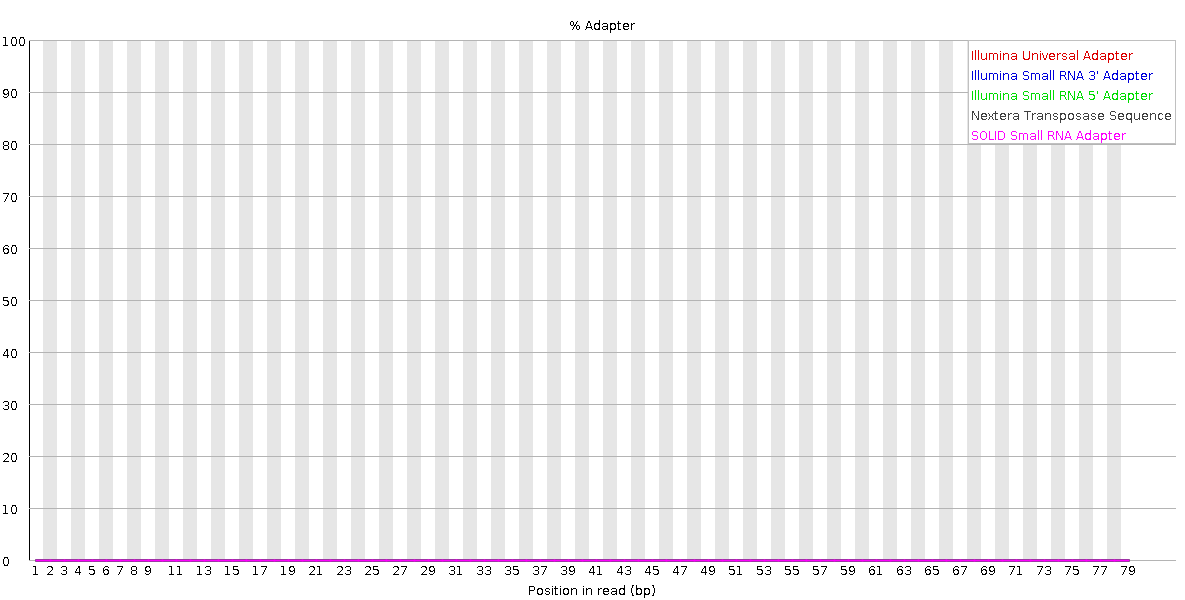 % Adapter
100
90
80
70
60
50
40
30
20
10
0
Illumina Universal Adapter
Illumina Small RNA 3' Adapter
Illumina Small RNA 5' Adapter
Nextera Transposase Sequence
SOLID Small RNA Adapter
1 2 3 4 5 6 7 8 9 11 13 15 17 19 21 23 25 27 29 31 33 35 37 39 41 43 45 47 49 51 53 55 57 59 61 63 65 67 69 71 73 75 77 79
Position in read (bp)